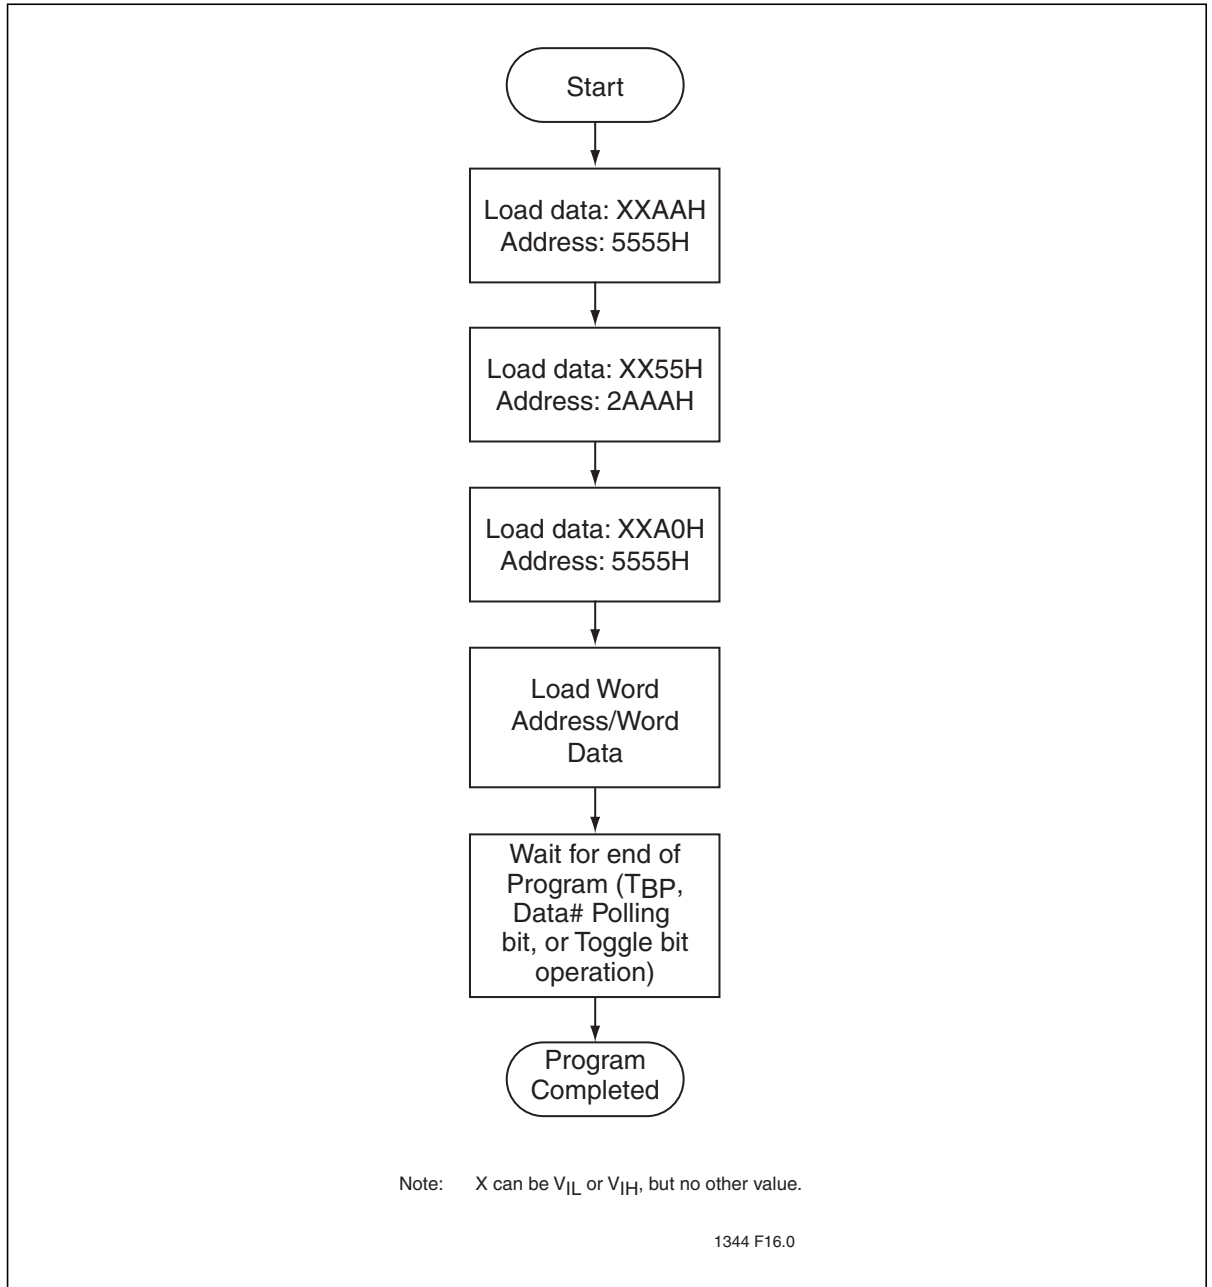 Start
Load data: XXAAH
Address: 5555H
Load data: XX55H
Address: 2AAAH
Load data: XXA0H
Address: 5555H
Load Word
Address/Word
Data
Wait for end of
Program (TBP,
Data# Polling
bit, or Toggle bit
operation)
Program
Completed
Note: X can be VIL or VIH, but no other value.
1344 F16.0